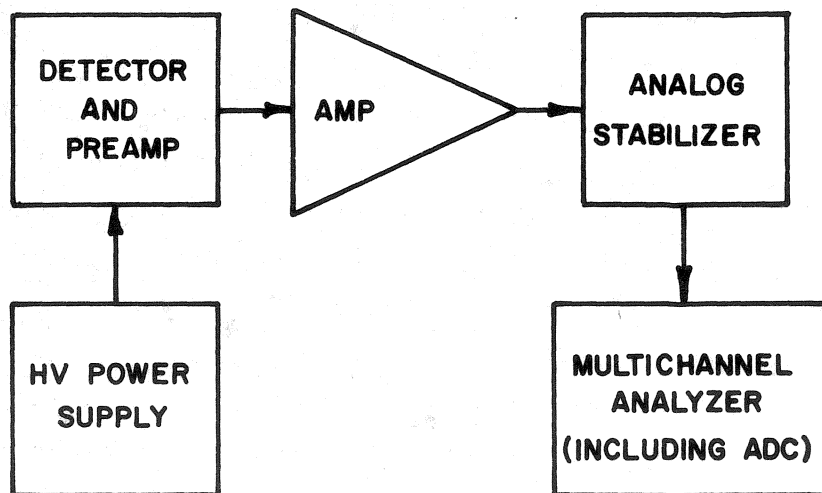 DETECTOR
AND
PREAMP
AMP
ANALOG
STABILIZER
HV POWER
SUPPLY
MULTICHANNEL
ANALYZER
(INCLUDING ADC)